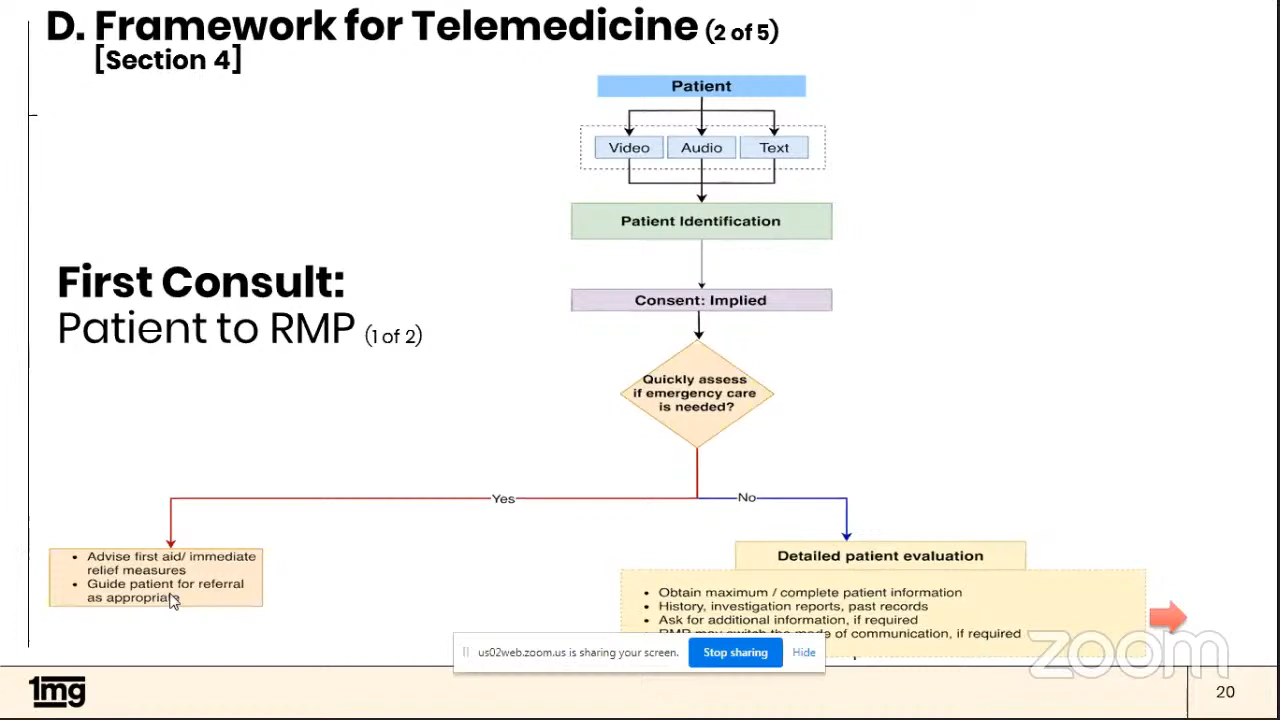 D. Framework for Telemedicine (2 of 5)
[Section 4]
Patient
Video Audio Text
Patient Identification
First Consult:
Patient to RMP (1 of 2)
Consent: Implied
Quickly assess
if emergency care
is needed?
Yes
No
• Advise first aid/ immediate
relief measures
• Guide patient for referral
as appropriate
Detailed patient evaluation
• Obtain maximum / complete patient information
• History, investigation reports, past records
• Ask for additional information, if required
• RMP may switch the mode of communication, if required
us02web.zoom.us is sharing your screen. Stop sharing Hide
zoom
1mg
20